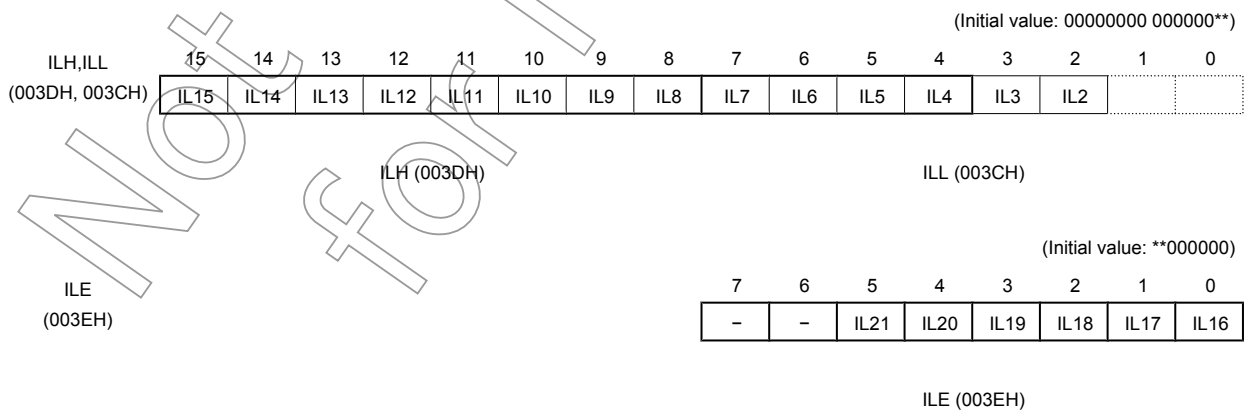 (Initial value: 00000000 000000**)
ILH,ILL 15 14 13 12 11 10 9 8 7 6 5 4 3 2 1 0
(003DH, 003CH) IL15 IL14 IL13 IL12 IL11 IL10 IL9 IL8 IL7 IL6 IL5 IL4 IL3 IL2
ILH (003DH) ILL (003CH)
(Initial value: **000000)
ILE 7 6 5 4 3 2 1 0
(003EH) – – IL21 IL20 IL19 IL18 IL17 IL16
ILE (003EH)
Not
for